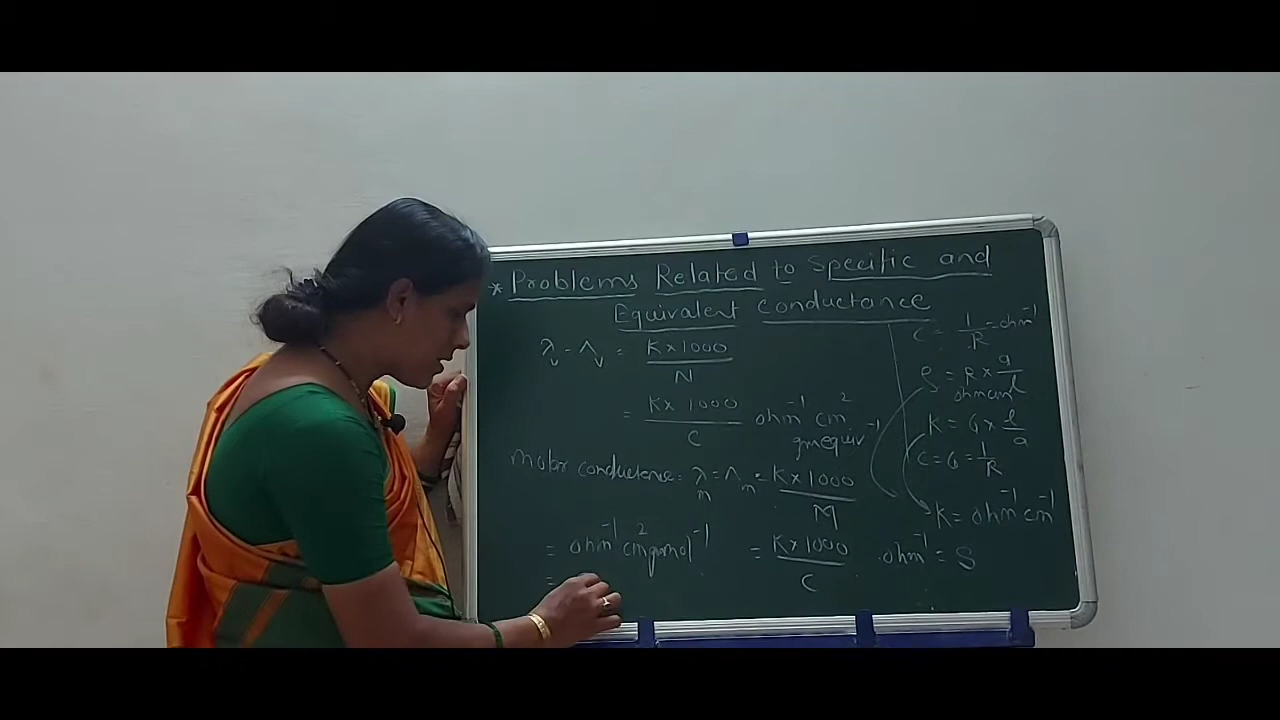 * Problems Related to Specific and
Equivalent conductance
λv = Λv = K × 1000 / N
= K × 1000 / C ohm⁻¹ cm² gmequiv⁻¹
molar conductance = λm = Λm = K × 1000 / M
= ohm⁻¹ cm² gmmol⁻¹ = K × 1000 / C ohm⁻¹ = S
=
C = 1/R = ohm⁻¹
ρ = R × a/l
ohm cm
K = G × l/a
C = G = 1/R
K = ohm⁻¹ cm⁻¹